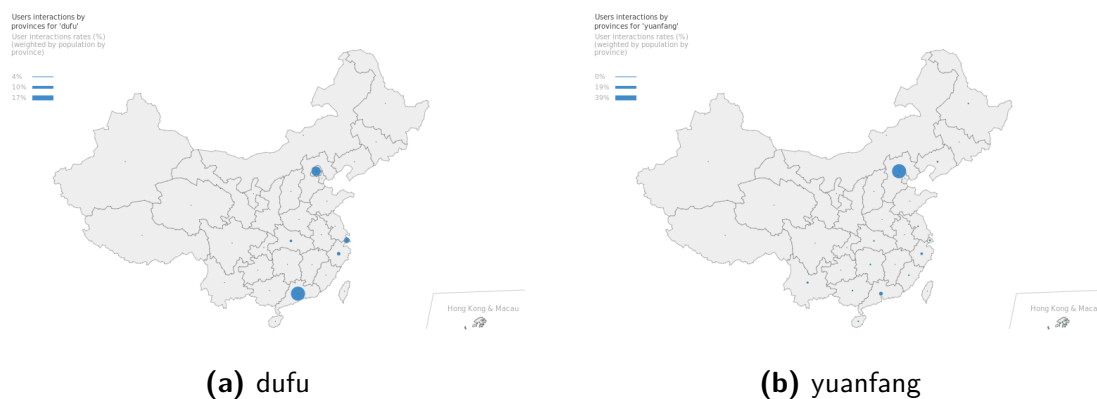 Users interactions by
provinces for 'dufu'
User interactions rates (%)
(weighted by population by
province)
4%
10%
17%
Hong Kong & Macau
(a) dufu
Users interactions by
provinces for 'yuanfang'
User interactions rates (%)
(weighted by population by
province)
0%
19%
39%
Hong Kong & Macau
(b) yuanfang